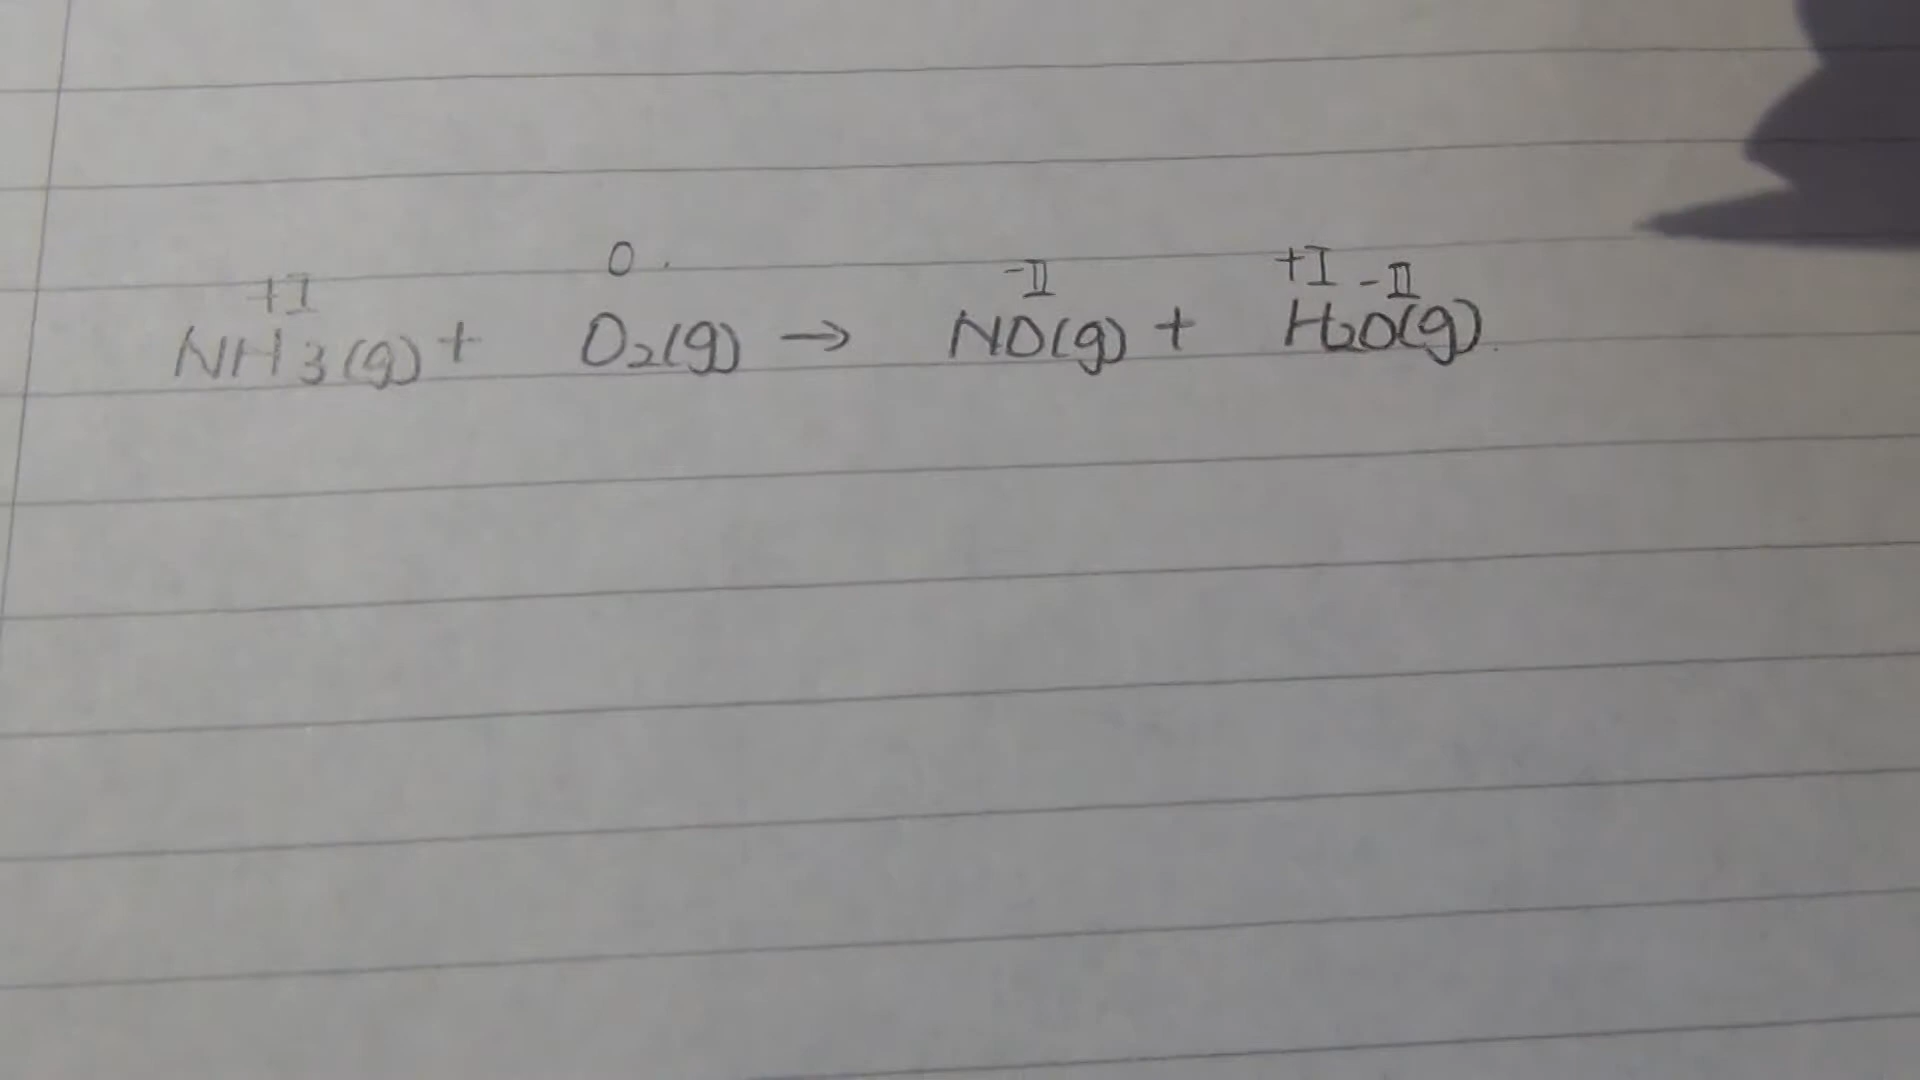 +I 0. -II +I -II
NH3(g) + O2(g) → NO(g) + H2O(g).